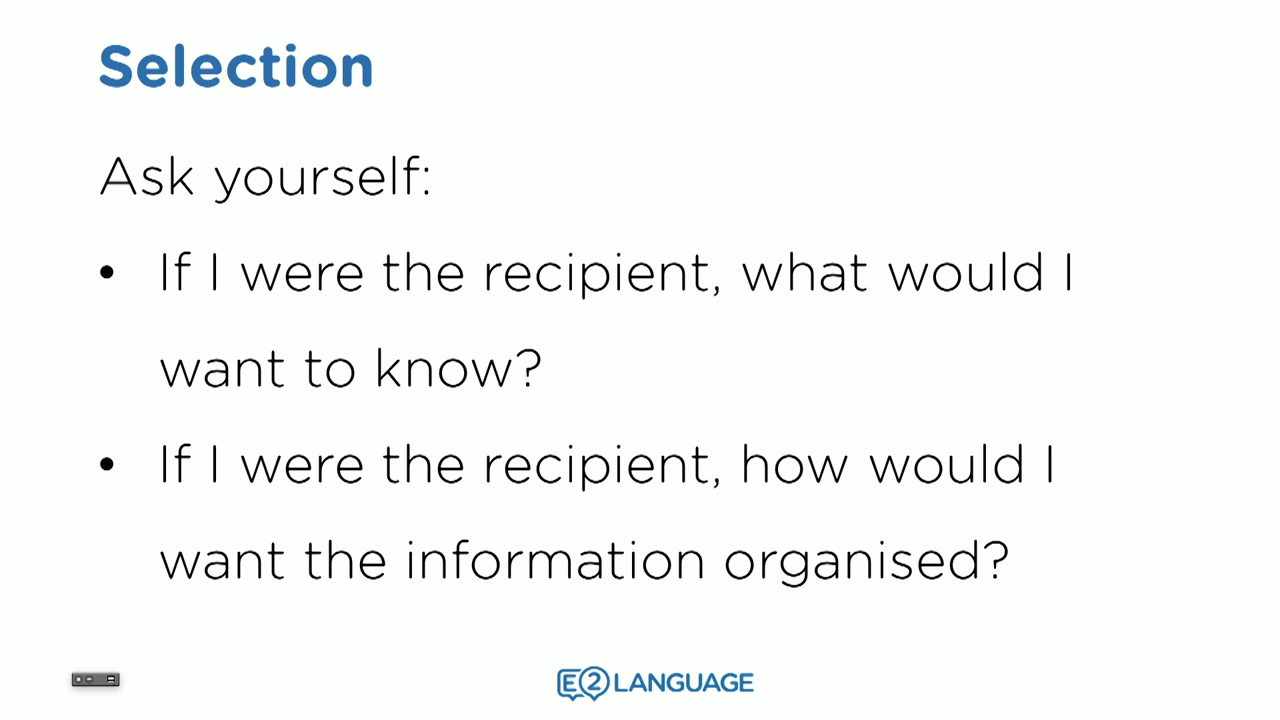 Selection
Ask yourself:
• If I were the recipient, what would I
want to know?
• If I were the recipient, how would I
want the information organised?
E2 LANGUAGE